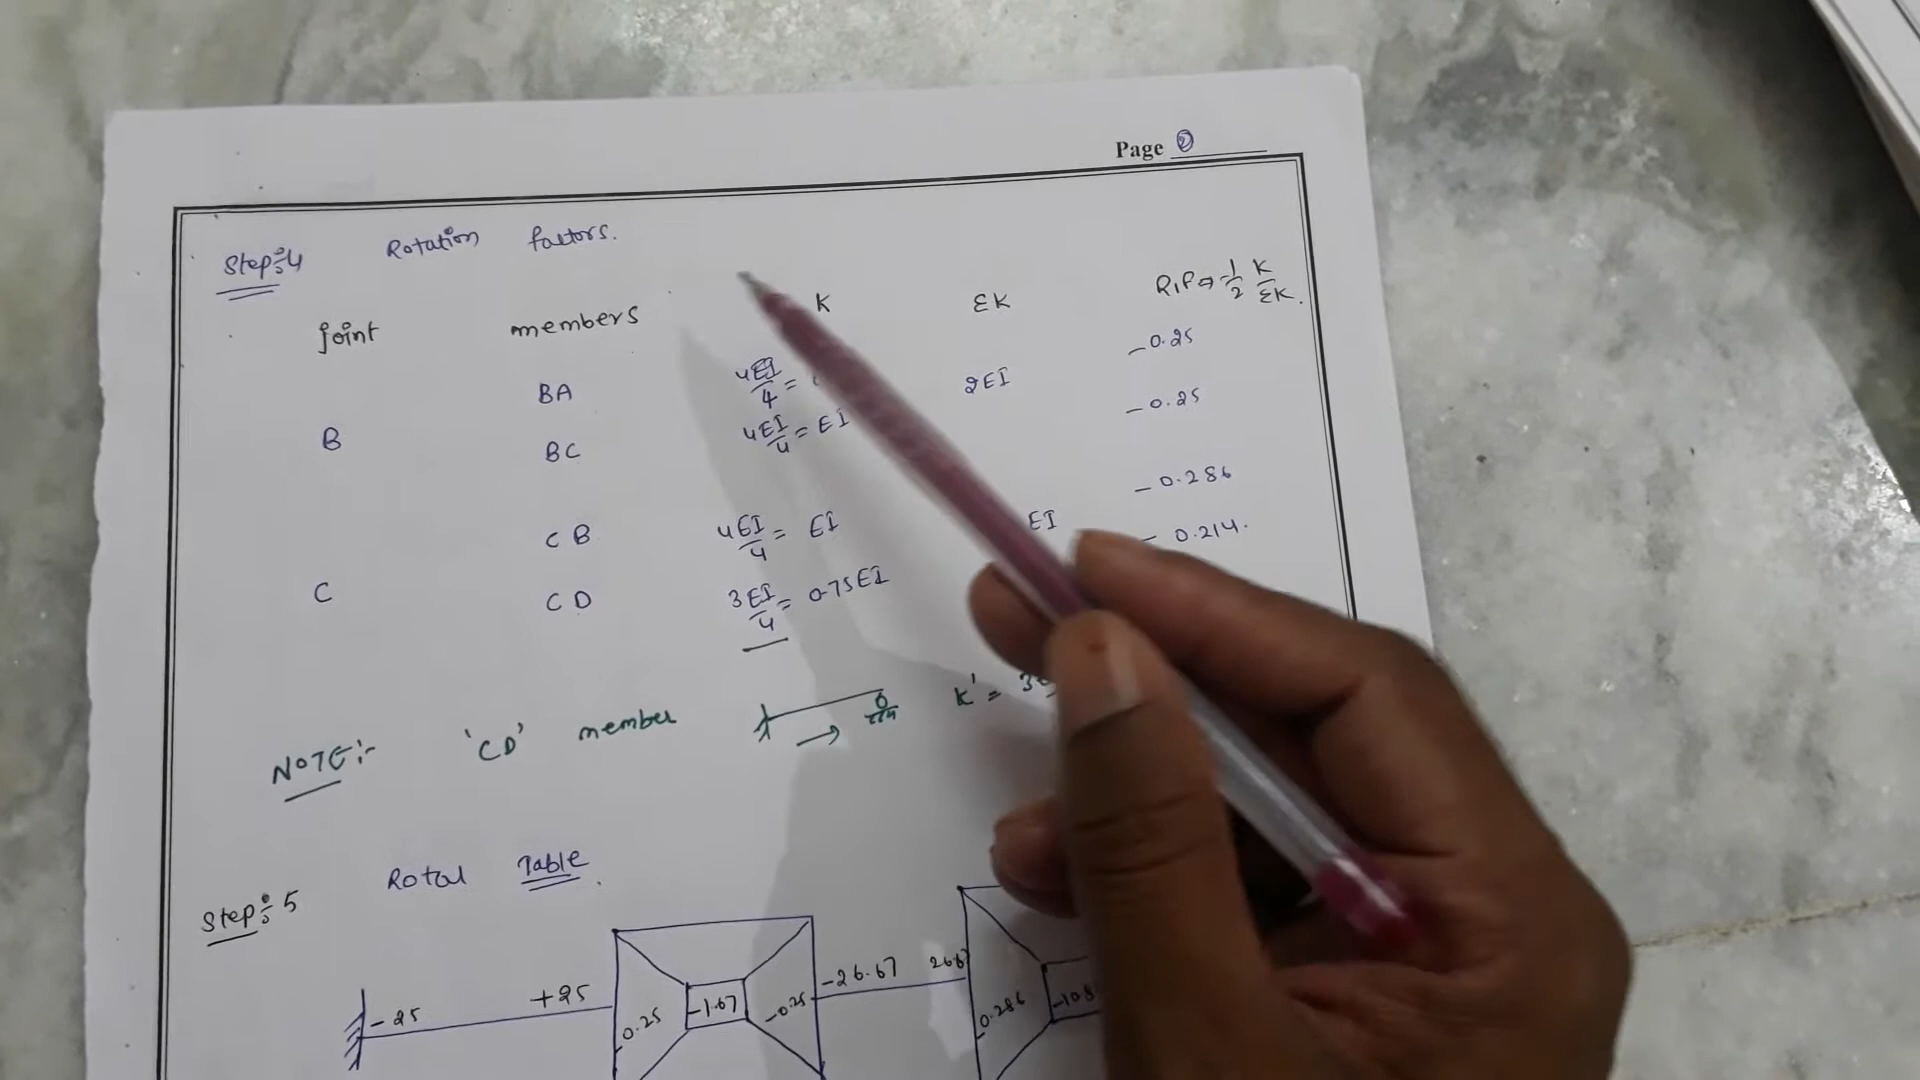 Page 2
Step:4 Rotation factors.
Joint members K ΣK R.F => -1/2 K/ΣK.
BA 4EI/4 = 2EI -0.25
B
BC 4EI/4 = EI -0.25
CB 4EI/4 = EI EI -0.286
C
CD 3EI/4 = 0.75EI - 0.214.
NOTE:- 'CD' member K' =
Step:5 Rotal Table.
-25 +25 -0.25 -1.67 -0.25 -26.67 0.286